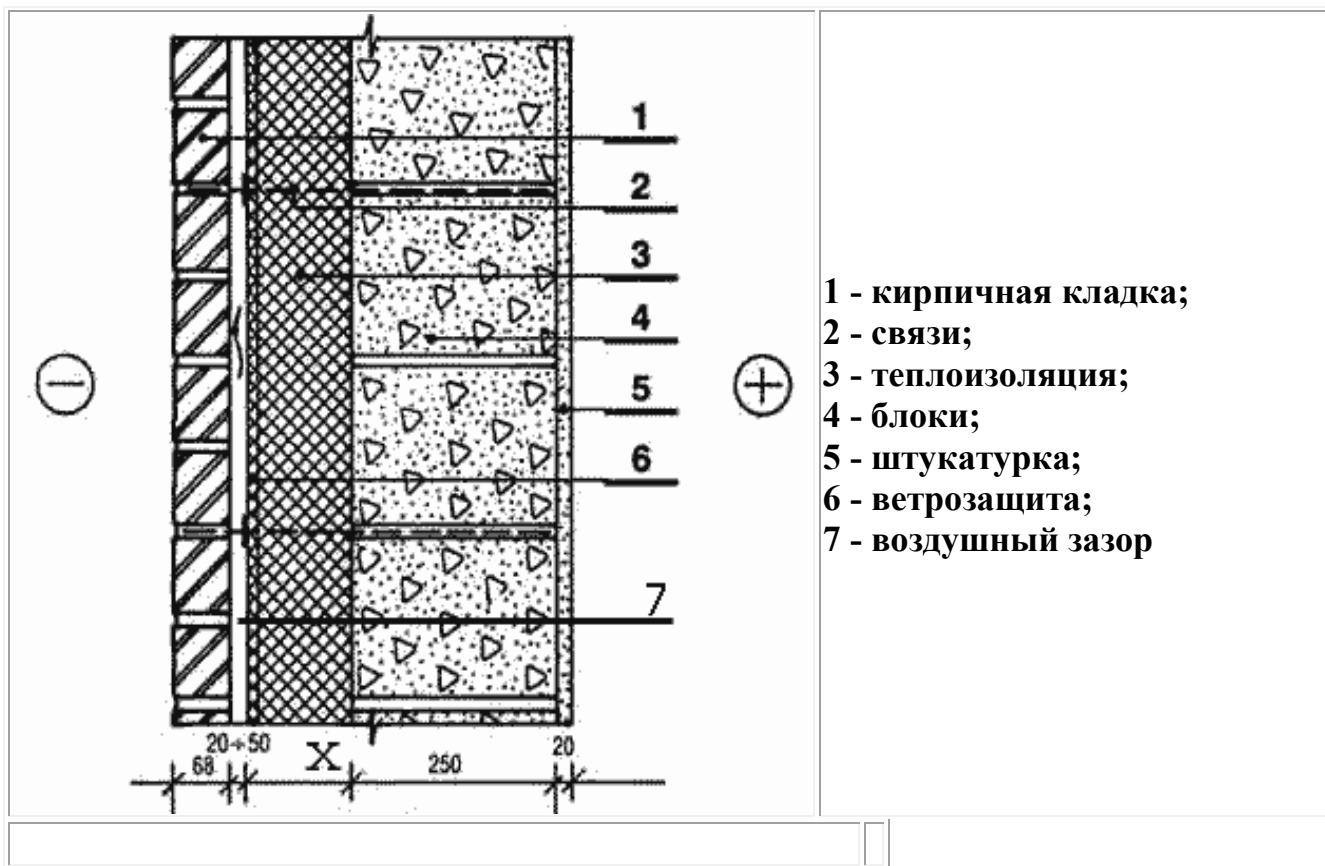 1
2
3
4
5
6
7
20÷50
68
X
250
20
1 - кирпичная кладка;
2 - связи;
3 - теплоизоляция;
4 - блоки;
5 - штукатурка;
6 - ветрозащита;
7 - воздушный зазор